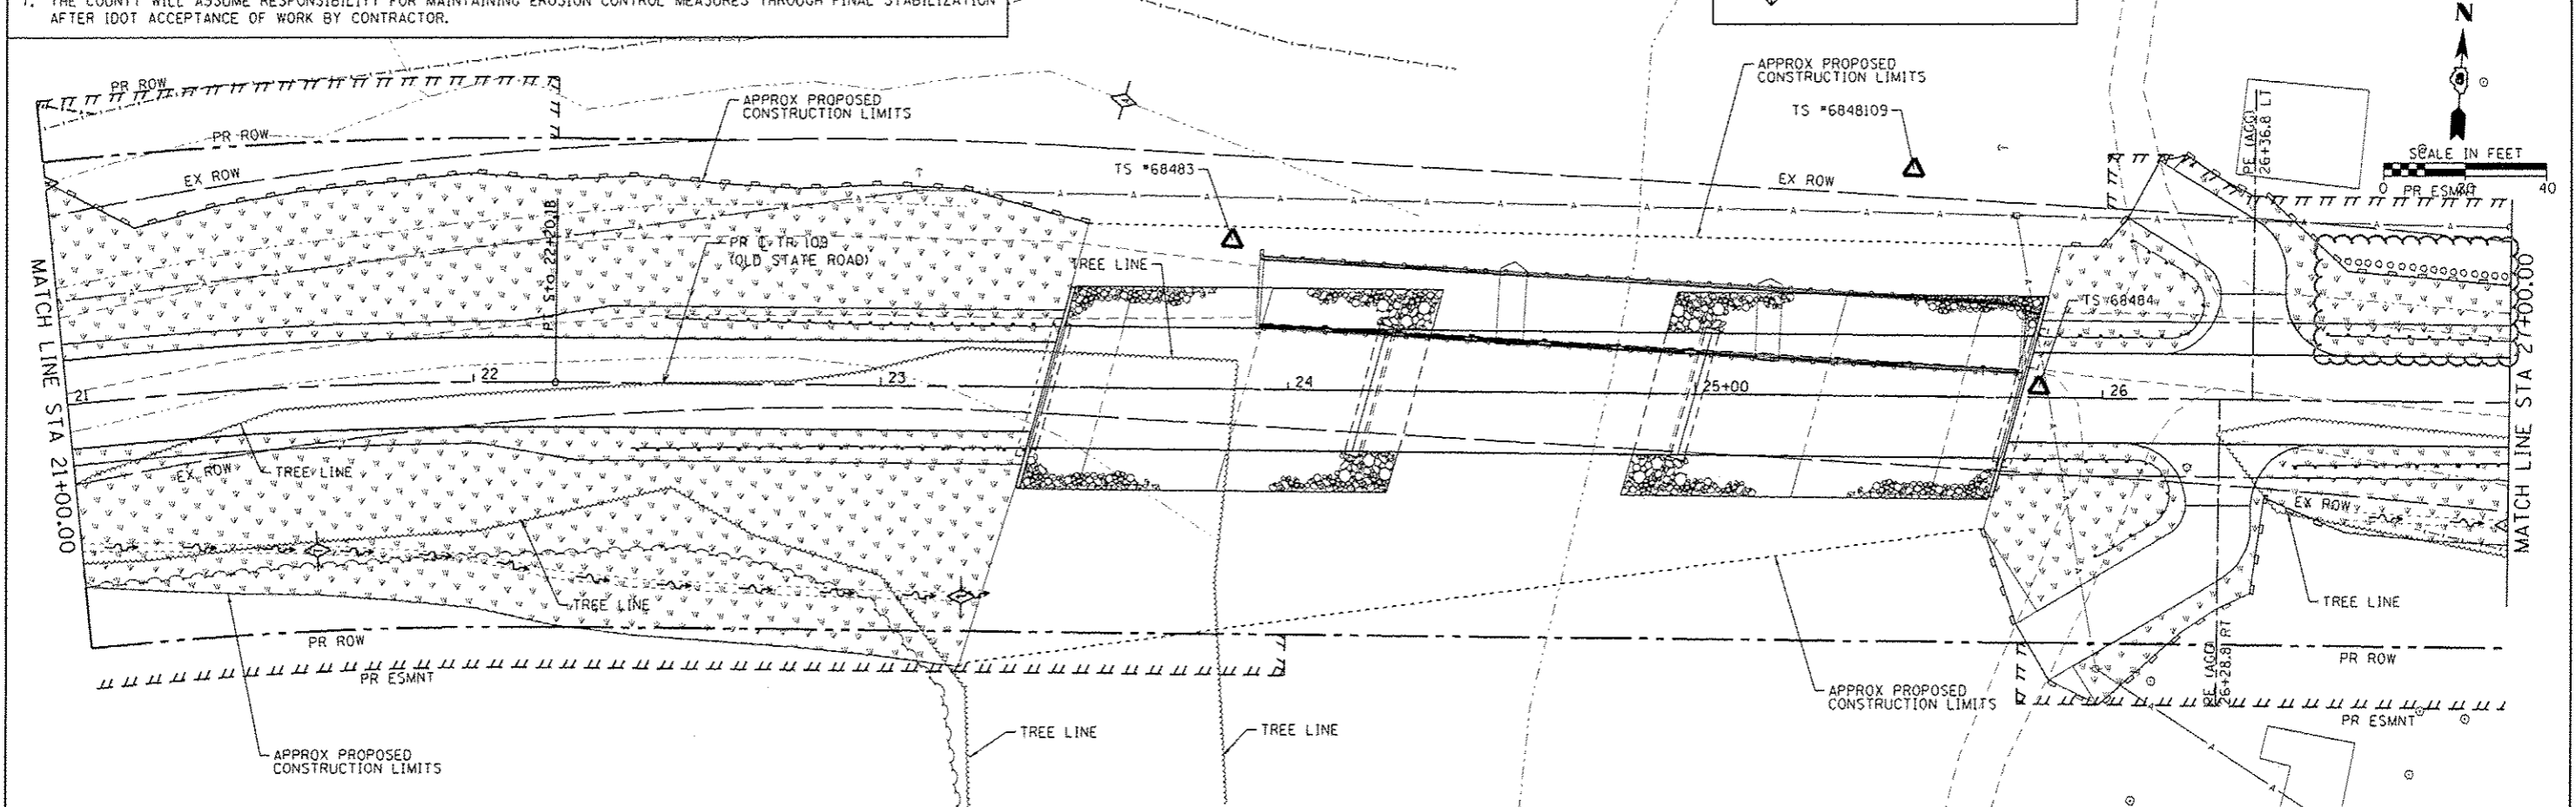 7. THE COUNTY WILL ASSUME RESPONSIBILITY FOR MAINTAINING EROSION CONTROL MEASURES THROUGH FINAL STABILIZATION
AFTER IDOT ACCEPTANCE OF WORK BY CONTRACTOR.
N
PR ROW
APPROX PROPOSED
CONSTRUCTION LIMITS
APPROX PROPOSED
CONSTRUCTION LIMITS
TS #6848109
PR ROW
EX ROW
TS #68483
EX ROW
PE (AGG)
26+36.8 LT
SCALE IN FEET
0 20 40
PR ESMNT
PI Sta 22+20.18
PR ℄ TR 109
(OLD STATE ROAD)
TREE LINE
TS #68484
MATCH LINE STA 21+00.00
21
22
23
24
25+00
26
MATCH LINE STA 27+00.00
EX ROW
TREE LINE
EX ROW
TREE LINE
TREE LINE
PR ROW
PR ESMNT
PE (AGG)
26+28.81 RT
PR ROW
APPROX PROPOSED
CONSTRUCTION LIMITS
PR ESMNT
TREE LINE
TREE LINE
APPROX PROPOSED
CONSTRUCTION LIMITS